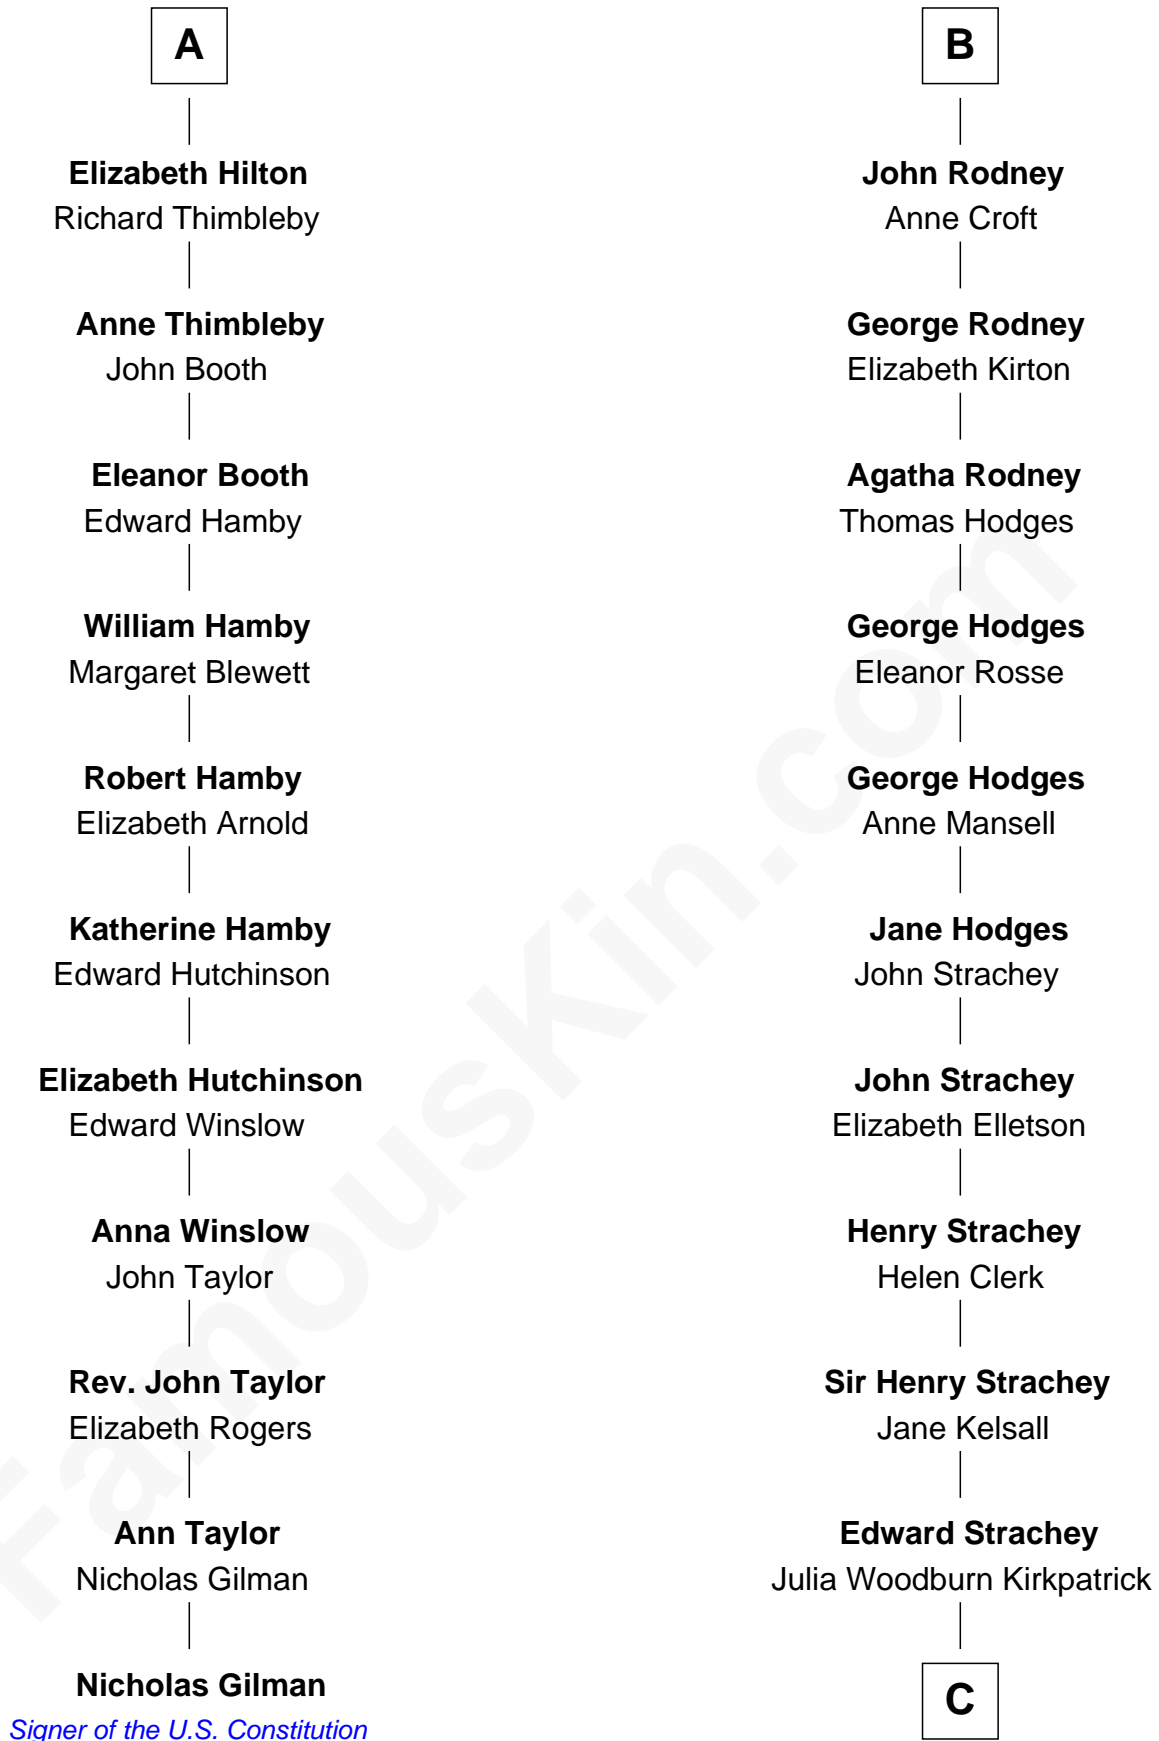 A
Elizabeth Hilton
Richard Thimbleby
Anne Thimbleby
John Booth
Eleanor Booth
Edward Hamby
William Hamby
Margaret Blewett
Robert Hamby
Elizabeth Arnold
Katherine Hamby
Edward Hutchinson
Elizabeth Hutchinson
Edward Winslow
Anna Winslow
John Taylor
Rev. John Taylor
Elizabeth Rogers
Ann Taylor
Nicholas Gilman
Nicholas Gilman
Signer of the U.S. Constitution
B
John Rodney
Anne Croft
George Rodney
Elizabeth Kirton
Agatha Rodney
Thomas Hodges
George Hodges
Eleanor Rosse
George Hodges
Anne Mansell
Jane Hodges
John Strachey
John Strachey
Elizabeth Elletson
Henry Strachey
Helen Clerk
Sir Henry Strachey
Jane Kelsall
Edward Strachey
Julia Woodburn Kirkpatrick
C
FamousKin.com